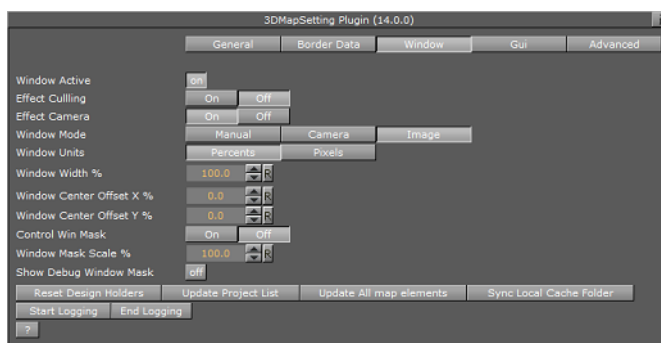 3DMapSetting Plugin (14.0.0)
General Border Data Window Gui Advanced
Window Active on
Effect Cullling On Off
Effect Camera On Off
Window Mode Manual Camera Image
Window Units Percents Pixels
Window Width % 100.0 R
Window Center Offset X % 0.0 R
Window Center Offset Y % 0.0 R
Control Win Mask On Off
Window Mask Scale % 100.0 R
Show Debug Window Mask off
Reset Design Holders Update Project List Update All map elements Sync Local Cache Folder
Start Logging End Logging
?